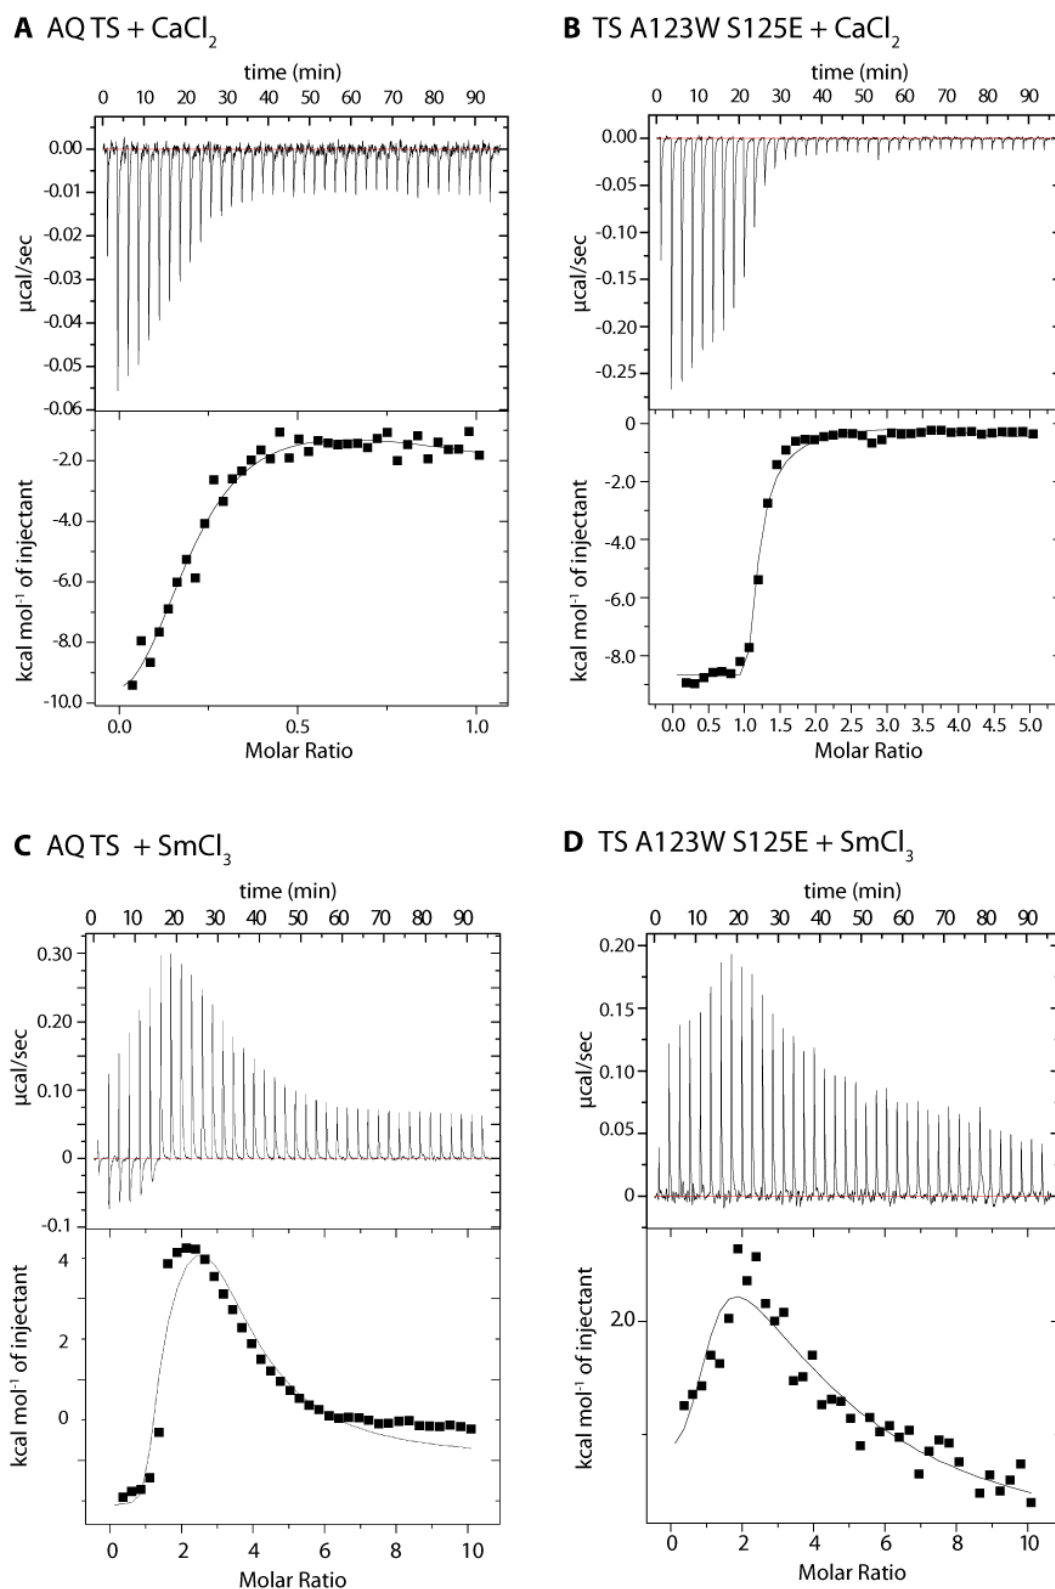 A AQ TS + CaCl2
time (min)
0 10 20 30 40 50 60 70 80 90
0.00
-0.01
-0.02
-0.03
-0.04
-0.05
-0.06
µcal/sec
-2.0
-4.0
-6.0
-8.0
-10.0
kcal mol-1 of injectant
0.0 0.5 1.0
Molar Ratio
B TS A123W S125E + CaCl2
time (min)
0 10 20 30 40 50 60 70 80 90
0.00
-0.05
-0.10
-0.15
-0.20
-0.25
µcal/sec
0
-2.0
-4.0
-6.0
-8.0
kcal mol-1 of injectant
0.0 0.5 1.0 1.5 2.0 2.5 3.0 3.5 4.0 4.5 5.0
Molar Ratio
C AQ TS + SmCl3
time (min)
0 10 20 30 40 50 60 70 80 90
0.30
0.20
0.10
0
-0.1
µcal/sec
4
2
0
kcal mol-1 of injectant
0 2 4 6 8 10
Molar Ratio
D TS A123W S125E + SmCl3
time (min)
0 10 20 30 40 50 60 70 80 90
0.20
0.15
0.10
0.05
0
µcal/sec
20
kcal mol-1 of injectant
0 2 4 6 8 10
Molar Ratio